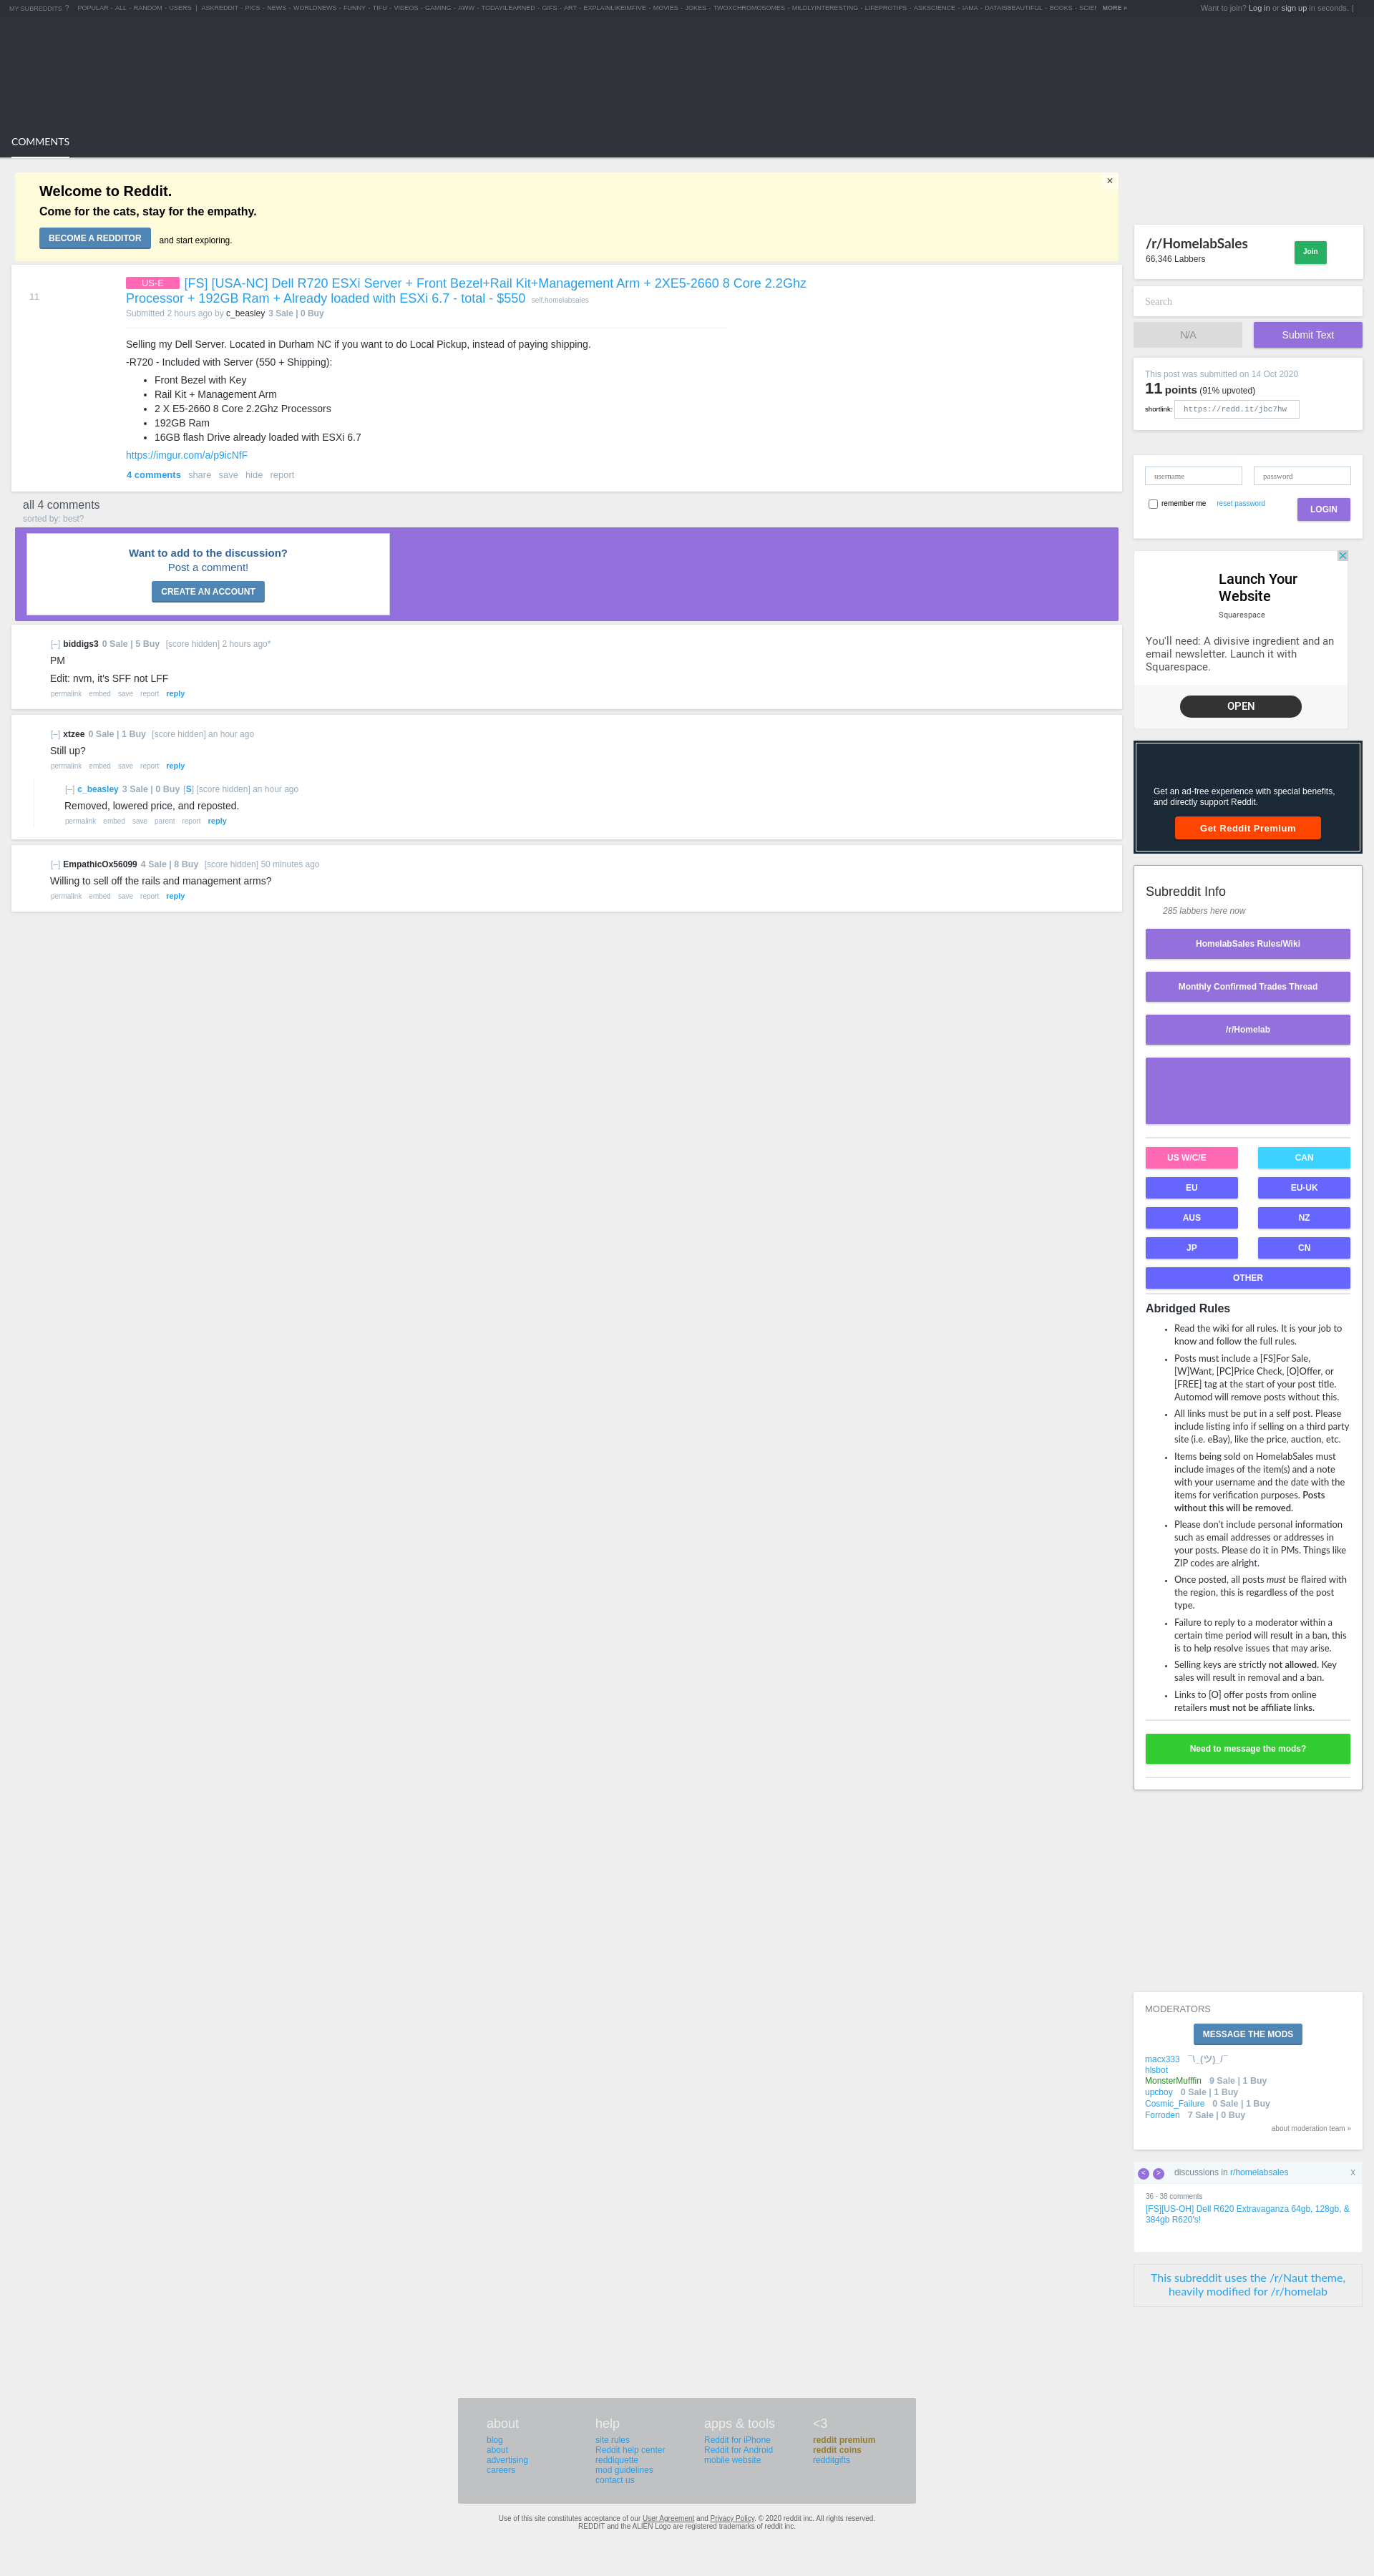 MY SUBREDDITS ? POPULAR - ALL - RANDOM - USERS | ASKREDDIT - PICS - NEWS - WORLDNEWS - FUNNY - TIFU - VIDEOS - GAMING - AWW - TODAYILEARNED - GIFS - ART - EXPLAINLIKEIMFIVE - MOVIES - JOKES - TWOXCHROMOSOMES - MILDLYINTERESTING - LIFEPROTIPS - ASKSCIENCE - IAMA - DATAISBEAUTIFUL - BOOKS - MORE »
Want to join? Log in or sign up in seconds. |
COMMENTS
Welcome to Reddit.
×
Come for the cats, stay for the empathy.
BECOME A REDDITOR and start exploring.
11
US-E [FS] [USA-NC] Dell R720 ESXi Server + Front Bezel+Rail Kit+Management Arm + 2XE5-2660 8 Core 2.2Ghz
Processor + 192GB Ram + Already loaded with ESXi 6.7 - total - $550 self.homelabsales
Submitted 2 hours ago by c_beasley 3 Sale | 0 Buy
Selling my Dell Server. Located in Durham NC if you want to do Local Pickup, instead of paying shipping.
-R720 - Included with Server (550 + Shipping):
• Front Bezel with Key
• Rail Kit + Management Arm
• 2 X E5-2660 8 Core 2.2Ghz Processors
• 192GB Ram
• 16GB flash Drive already loaded with ESXi 6.7
https://imgur.com/a/p9icNfF
4 comments share save hide report
all 4 comments
sorted by: best?
Want to add to the discussion?
Post a comment!
CREATE AN ACCOUNT
[–] biddigs3 0 Sale | 5 Buy [score hidden] 2 hours ago*
PM
Edit: nvm, it's SFF not LFF
permalink embed save report reply
[–] xtzee 0 Sale | 1 Buy [score hidden] an hour ago
Still up?
permalink embed save report reply
[–] c_beasley 3 Sale | 0 Buy [S] [score hidden] an hour ago
Removed, lowered price, and reposted.
permalink embed save parent report reply
[–] EmpathicOx56099 4 Sale | 8 Buy [score hidden] 50 minutes ago
Willing to sell off the rails and management arms?
permalink embed save report reply
/r/HomelabSales
66,346 Labbers
Join
Search
N/A
Submit Text
This post was submitted on 14 Oct 2020
11 points (91% upvoted)
shortlink: https://redd.it/jbc7hw
username
password
remember me reset password
LOGIN
Launch Your
Website
Squarespace
You'll need: A divisive ingredient and an
email newsletter. Launch it with
Squarespace.
OPEN
Get an ad-free experience with special benefits,
and directly support Reddit.
Get Reddit Premium
Subreddit Info
285 labbers here now
HomelabSales Rules/Wiki
Monthly Confirmed Trades Thread
/r/Homelab
US W/C/E
CAN
EU
EU-UK
AUS
NZ
JP
CN
OTHER
Abridged Rules
• Read the wiki for all rules. It is your job to
know and follow the full rules.
• Posts must include a [FS]For Sale,
[W]Want, [PC]Price Check, [O]Offer, or
[FREE] tag at the start of your post title.
Automod will remove posts without this.
• All links must be put in a self post. Please
include listing info if selling on a third party
site (i.e. eBay), like the price, auction, etc.
• Items being sold on HomelabSales must
include images of the item(s) and a note
with your username and the date with the
items for verification purposes. Posts
without this will be removed.
• Please don't include personal information
such as email addresses or addresses in
your posts. Please do it in PMs. Things like
ZIP codes are alright.
• Once posted, all posts must be flaired with
the region, this is regardless of the post
type.
• Failure to reply to a moderator within a
certain time period will result in a ban, this
is to help resolve issues that may arise.
• Selling keys are strictly not allowed. Key
sales will result in removal and a ban.
• Links to [O] offer posts from online
retailers must not be affiliate links.
Need to message the mods?
MODERATORS
MESSAGE THE MODS
macx333 ¯\_(ツ)_/¯
hlsbot
MonsterMufffin 9 Sale | 1 Buy
upcboy 0 Sale | 1 Buy
Cosmic_Failure 0 Sale | 1 Buy
Forroden 7 Sale | 0 Buy
about moderation team »
< > discussions in r/homelabsales X
36 · 38 comments
[FS][US-OH] Dell R620 Extravaganza 64gb, 128gb, &
384gb R620's!
This subreddit uses the /r/Naut theme,
heavily modified for /r/homelab
about
blog
about
advertising
careers
help
site rules
Reddit help center
reddiquette
mod guidelines
contact us
apps & tools
Reddit for iPhone
Reddit for Android
mobile website
<3
reddit premium
reddit coins
redditgifts
Use of this site constitutes acceptance of our User Agreement and Privacy Policy. © 2020 reddit inc. All rights reserved.
REDDIT and the ALIEN Logo are registered trademarks of reddit inc.